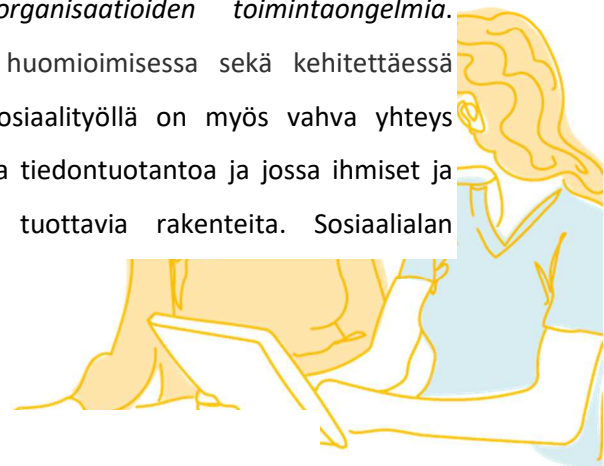 organisaatioiden toimintaongelmia.
huomioimisessa sekä kehitettäessä
osiaalityöllä on myös vahva yhteys
a tiedontuotantoa ja jossa ihmiset ja
tuottavia rakenteita. Sosiaalialan